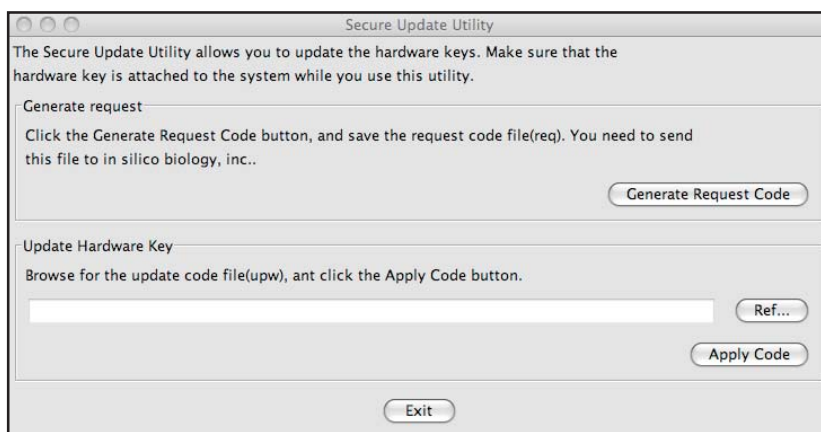 Secure Update Utility
The Secure Update Utility allows you to update the hardware keys. Make sure that the
hardware key is attached to the system while you use this utility.
Generate request
Click the Generate Request Code button, and save the request code file(req). You need to send
this file to in silico biology, inc..
Generate Request Code
Update Hardware Key
Browse for the update code file(upw), ant click the Apply Code button.
Ref...
Apply Code
Exit